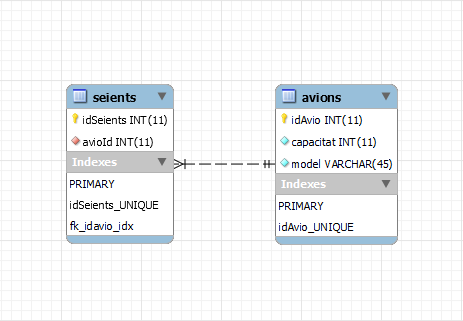 seients
idSeients INT(11)
avioId INT(11)
Indexes
PRIMARY
idSeients_UNIQUE
fk_idavio_idx
avions
idAvio INT(11)
capacitat INT(11)
model VARCHAR(45)
Indexes
PRIMARY
idAvio_UNIQUE